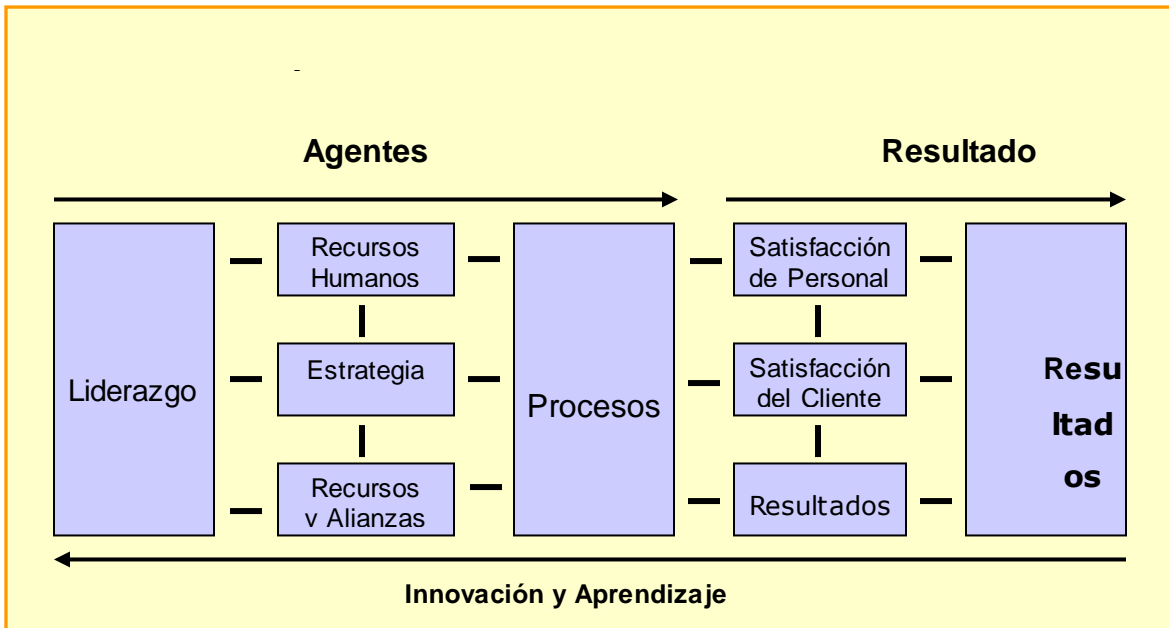 Agentes
Resultado
Liderazgo
Recursos
Humanos
Estrategia
Recursos
v Alianzas
Procesos
Satisfacción
de Personal
Satisfacción
del Cliente
Resultados
Resu
ltad
os
Innovación y Aprendizaje